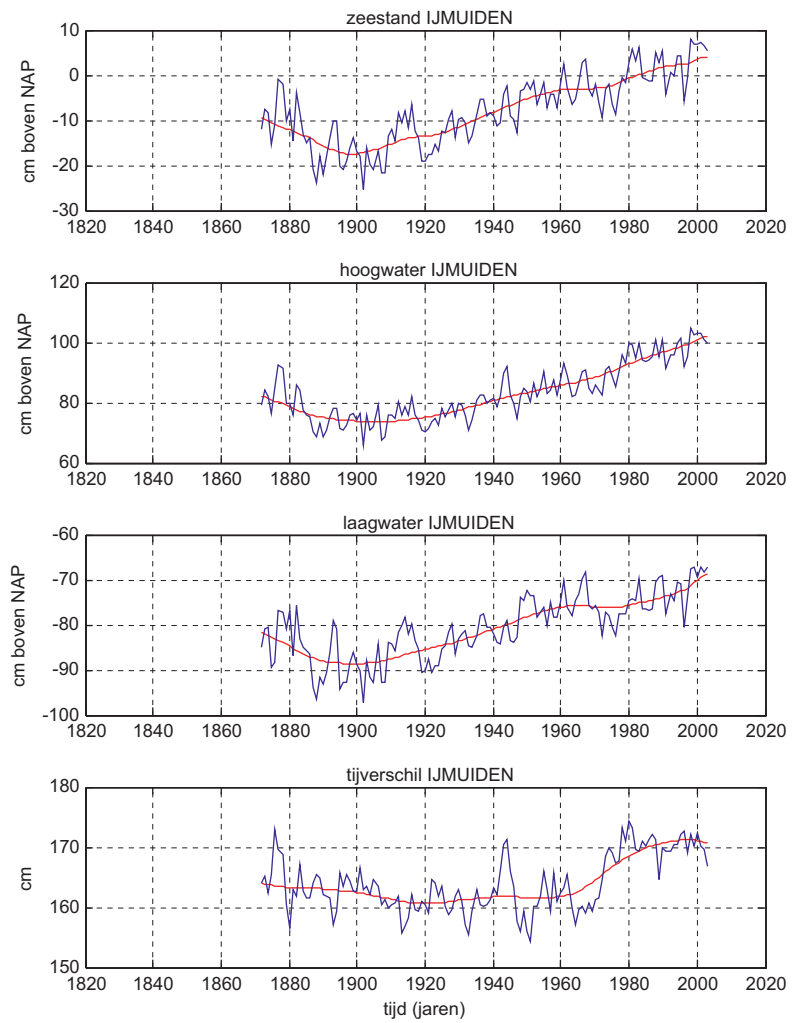 zeestand IJMUIDEN
cm boven NAP
10
0
-10
-20
-30
1820 1840 1860 1880 1900 1920 1940 1960 1980 2000 2020
hoogwater IJMUIDEN
cm boven NAP
120
100
80
60
1820 1840 1860 1880 1900 1920 1940 1960 1980 2000 2020
laagwater IJMUIDEN
cm boven NAP
-60
-70
-80
-90
-100
1820 1840 1860 1880 1900 1920 1940 1960 1980 2000 2020
tijverschil IJMUIDEN
cm
180
170
160
150
1820 1840 1860 1880 1900 1920 1940 1960 1980 2000 2020
tijd (jaren)